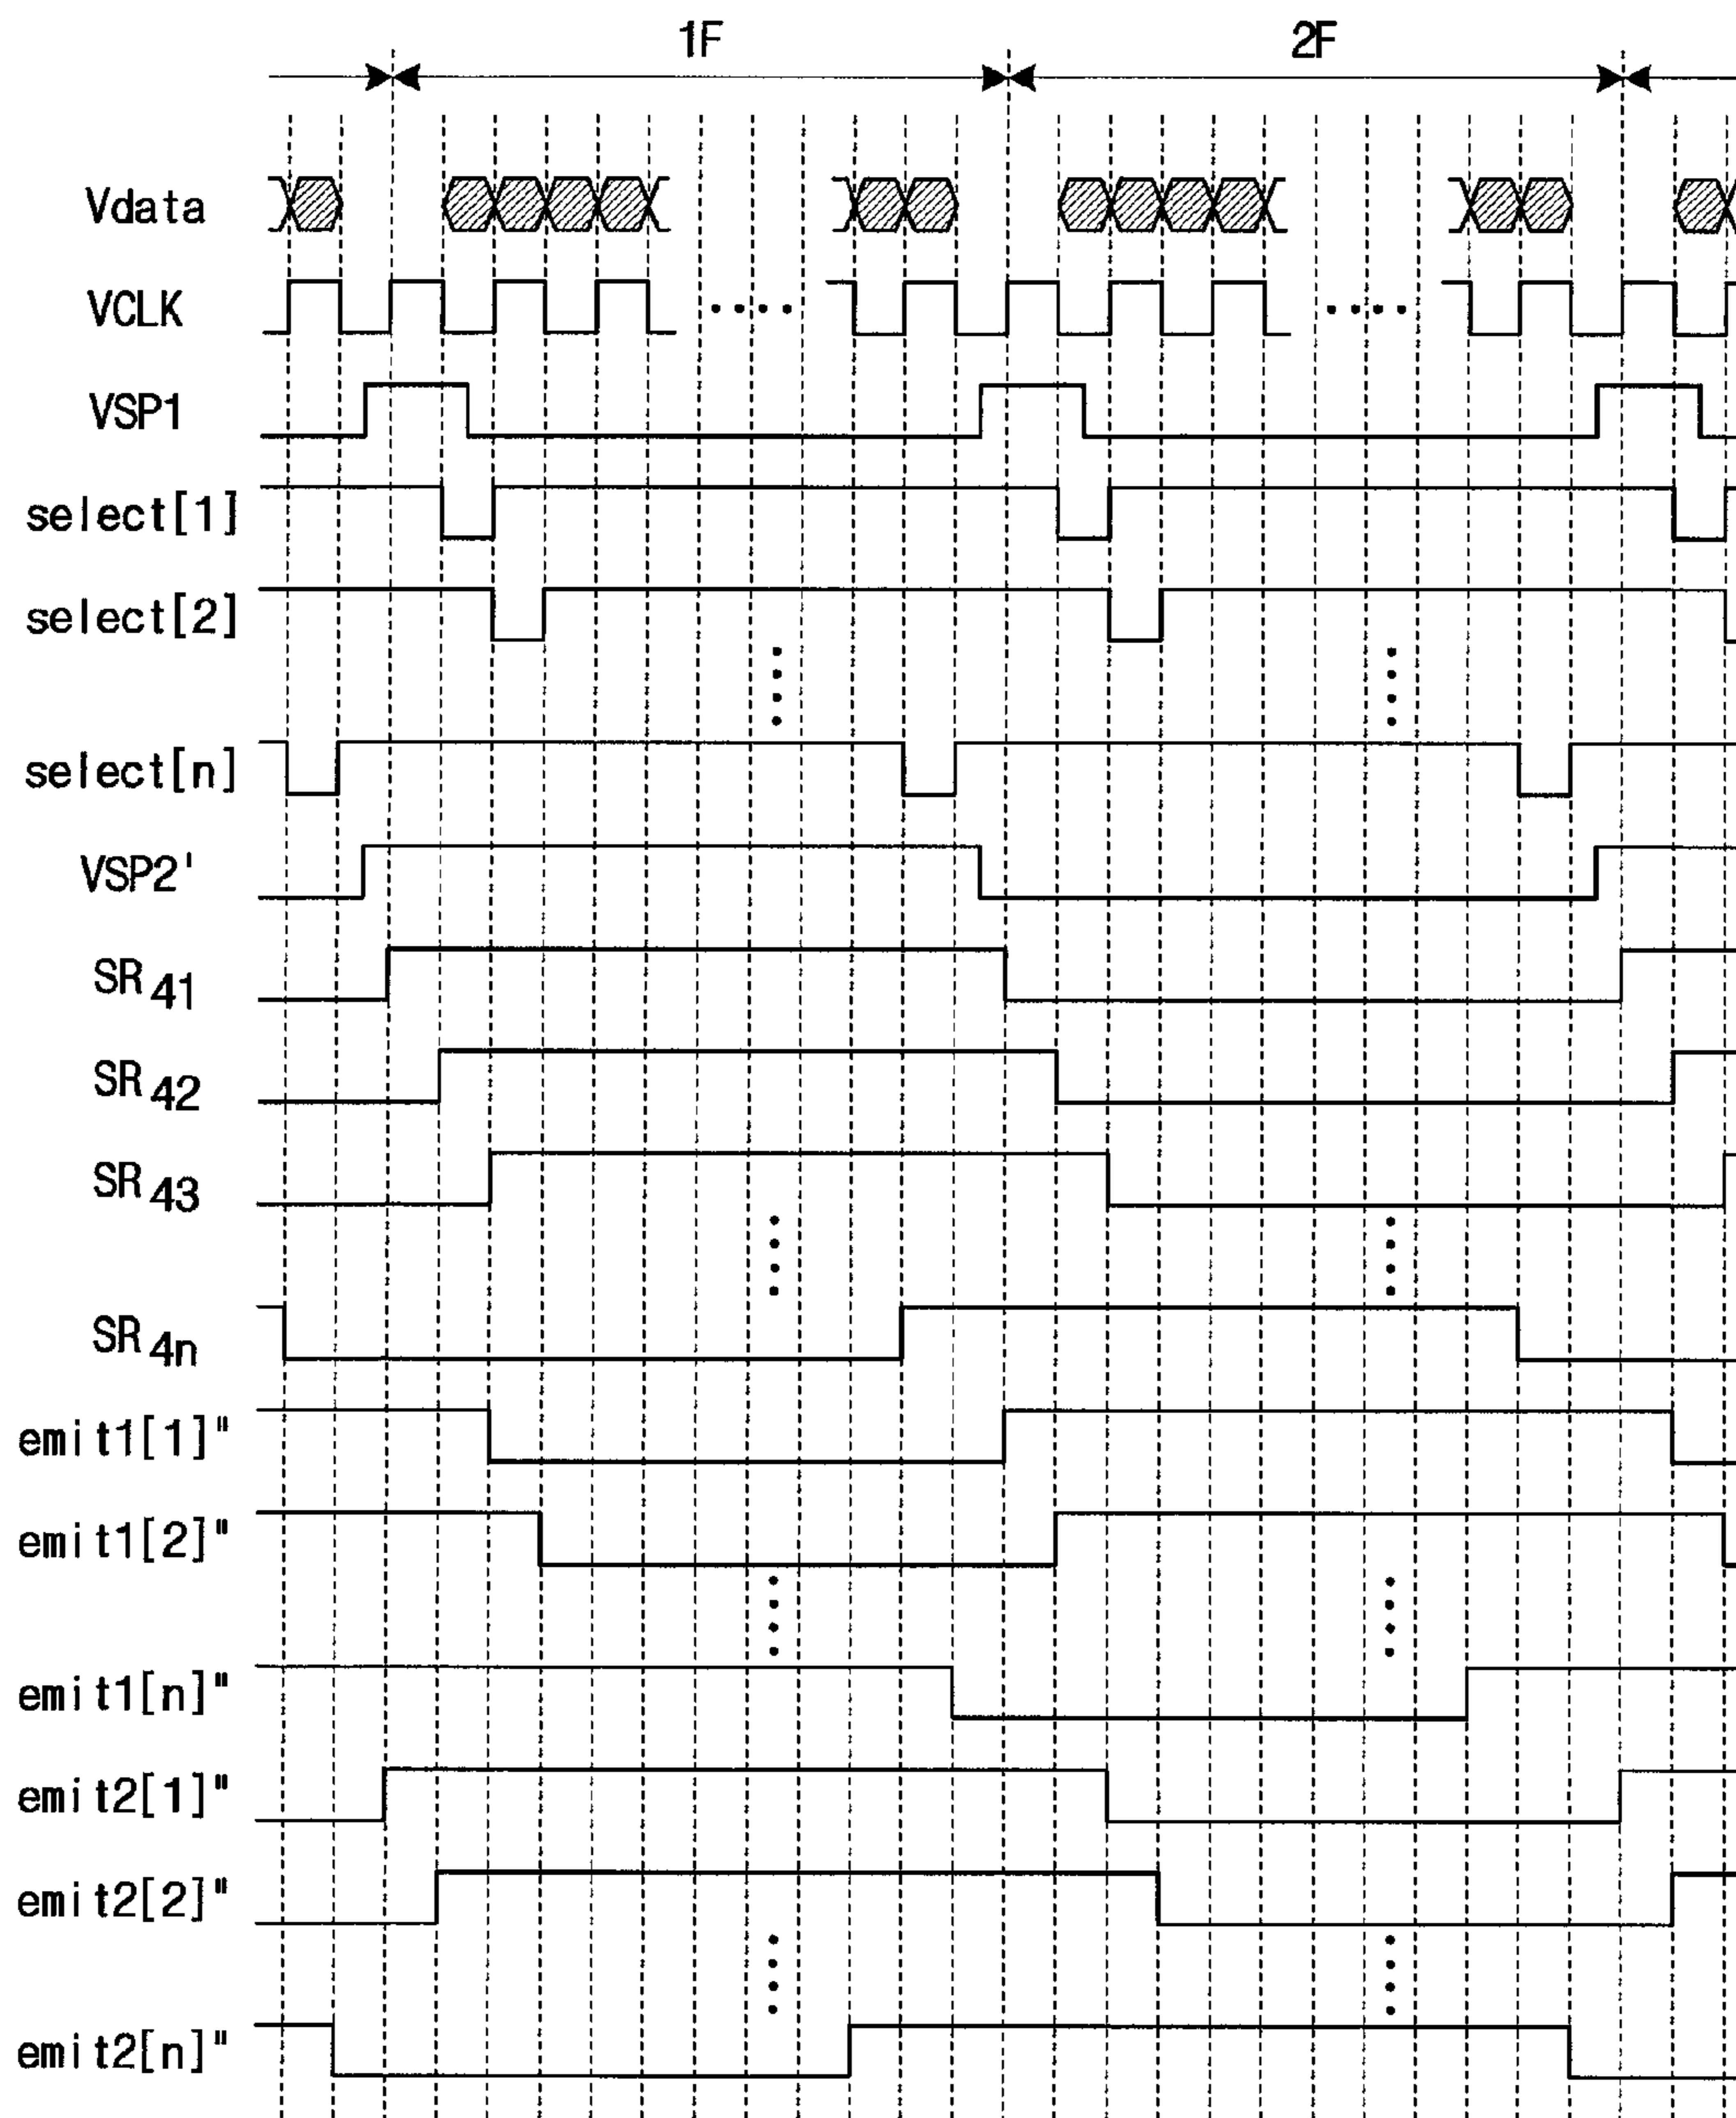 1F 2F
Vdata
VCLK
VSP1
select[1]
select[2]
select[n]
VSP2'
SR41
SR42
SR43
SR4n
emit1[1]"
emit1[2]"
emit1[n]"
emit2[1]"
emit2[2]"
emit2[n]"